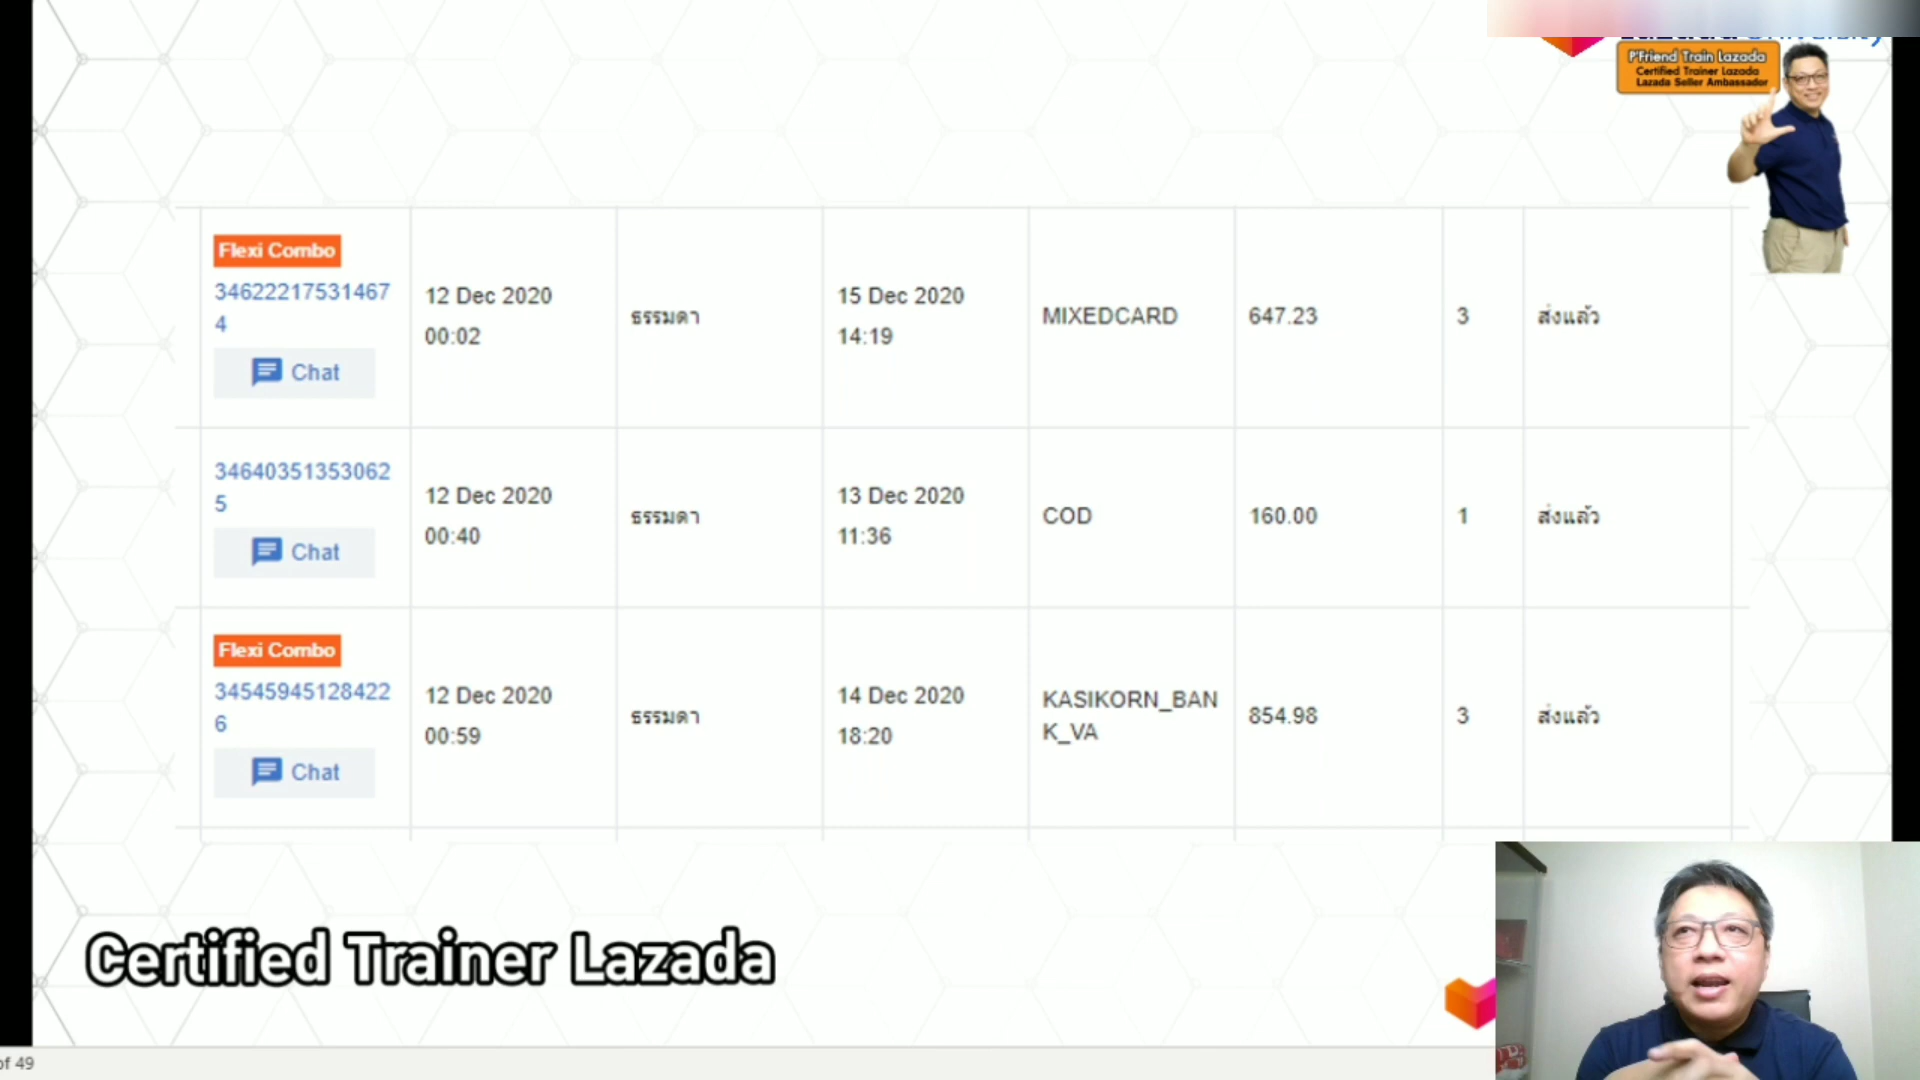 University
P'Friend Train Lazada
Certified Trainer Lazada
Lazada Seller Ambassador
Flexi Combo
34622217531467
4
Chat
12 Dec 2020
00:02
ธรรมดา
15 Dec 2020
14:19
MIXEDCARD
647.23
3
ส่งแล้ว
34640351353062
5
Chat
12 Dec 2020
00:40
ธรรมดา
13 Dec 2020
11:36
COD
160.00
1
ส่งแล้ว
Flexi Combo
34545945128422
6
Chat
12 Dec 2020
00:59
ธรรมดา
14 Dec 2020
18:20
KASIKORN_BAN
K_VA
854.98
3
ส่งแล้ว
Certified Trainer Lazada
of 49